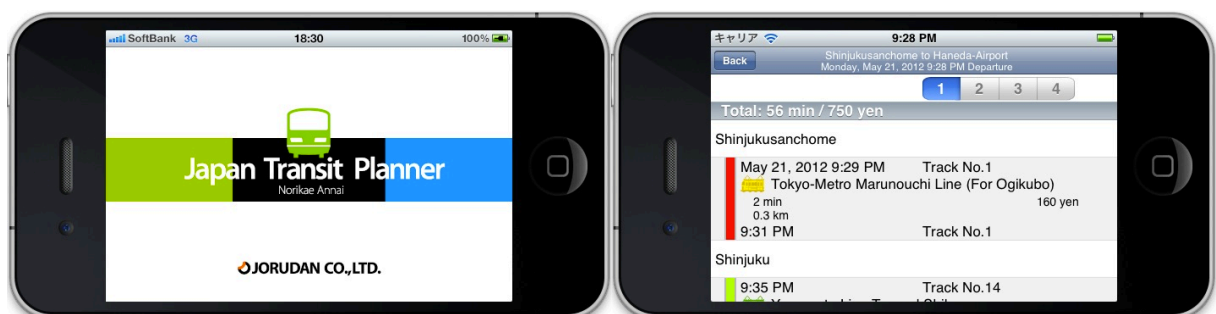 SoftBank 3G 18:30 100%
Japan Transit Planner
Norikae Annai
JORUDAN CO.,LTD.
キャリア 9:28 PM
Back
Shinjukusanchome to Haneda-Airport
Monday, May 21, 2012 9:28 PM Departure
1 2 3 4
Total: 56 min / 750 yen
Shinjukusanchome
May 21, 2012 9:29 PM Track No.1
Tokyo-Metro Marunouchi Line (For Ogikubo)
2 min 160 yen
0.3 km
9:31 PM Track No.1
Shinjuku
9:35 PM Track No.14